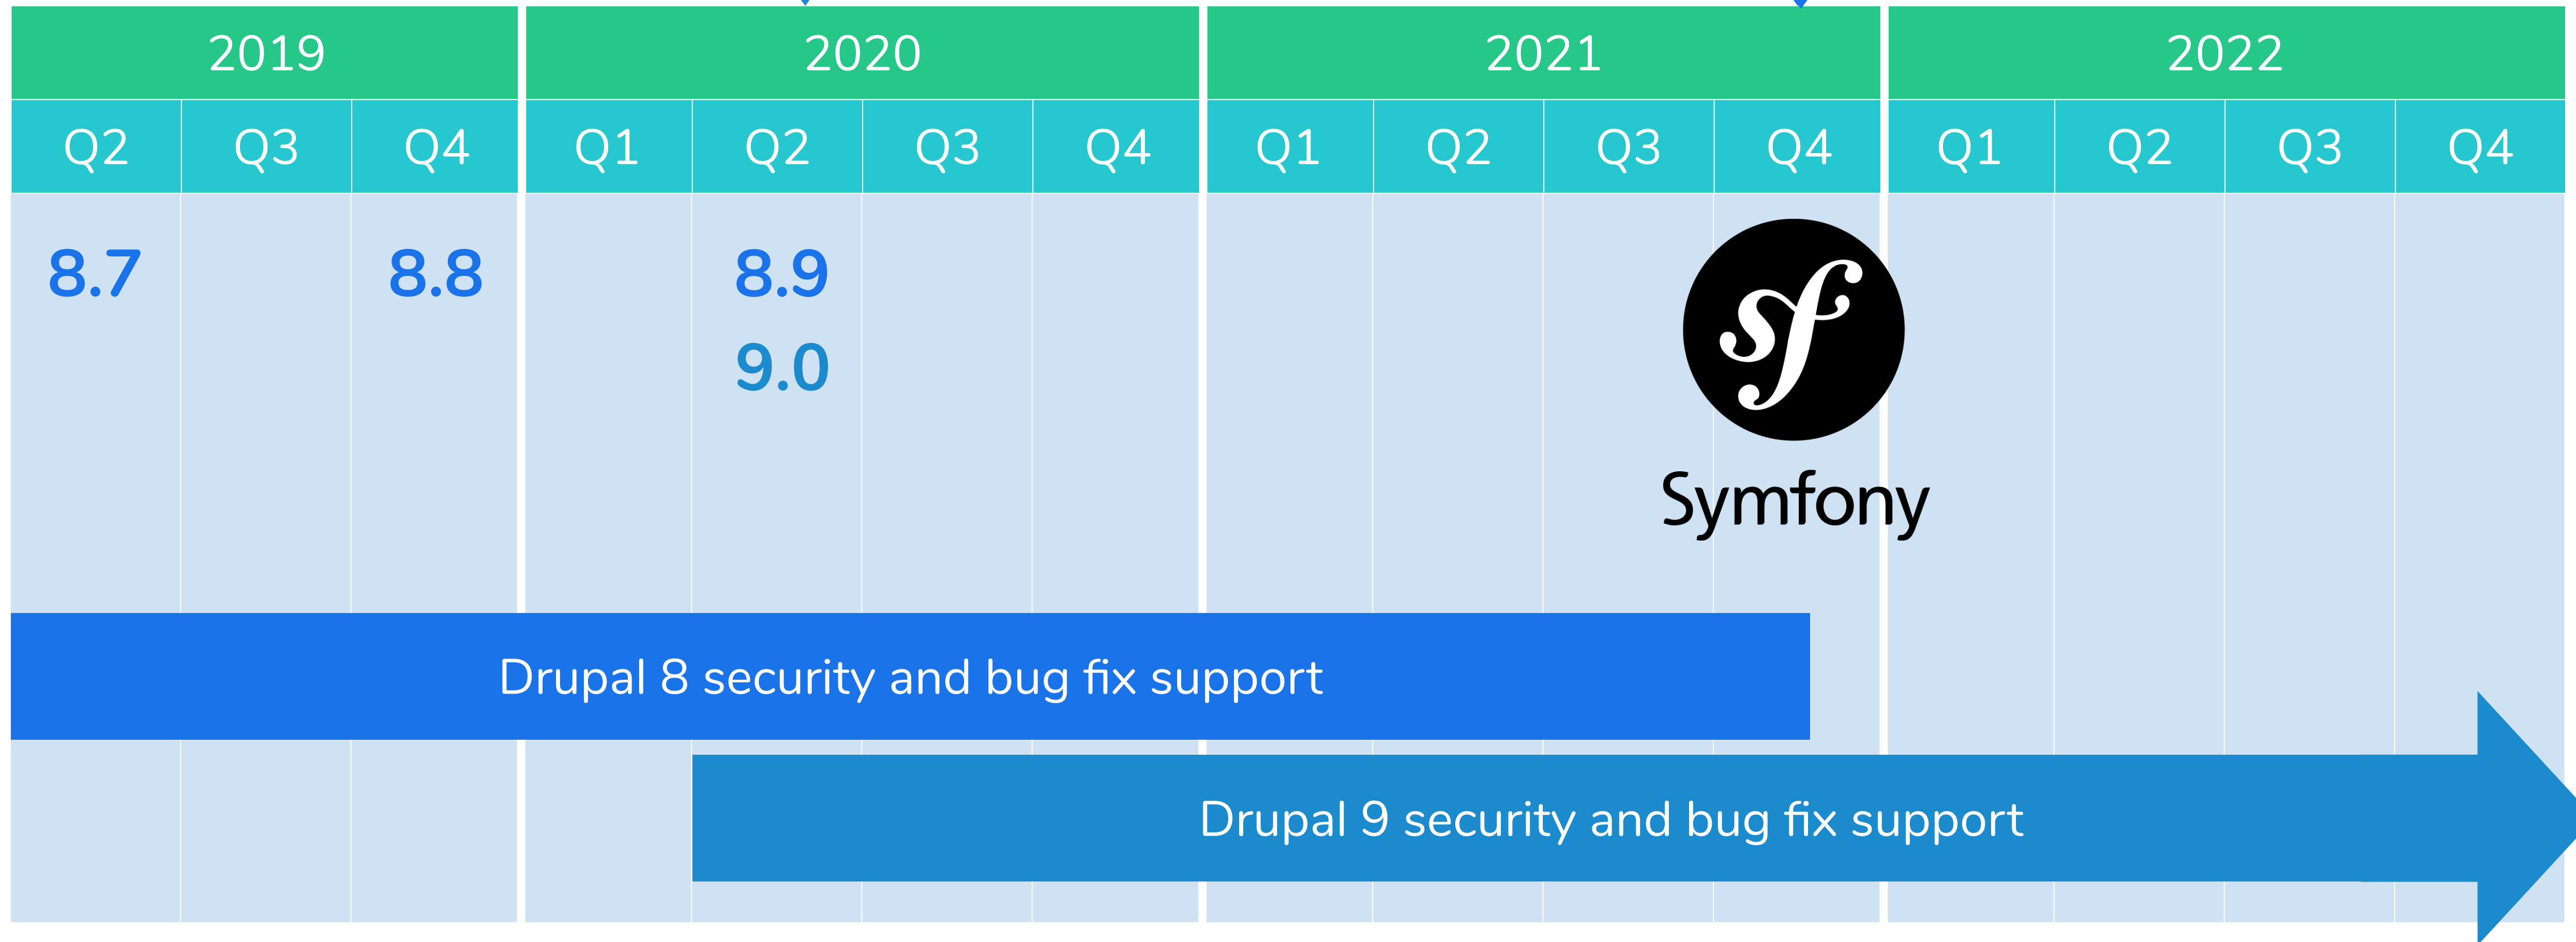 2019 2020 2021 2022
Q2 Q3 Q4 Q1 Q2 Q3 Q4 Q1 Q2 Q3 Q4 Q1 Q2 Q3 Q4
8.7 8.8 8.9
9.0
sf
Symfony
Drupal 8 security and bug fix support
Drupal 9 security and bug fix support